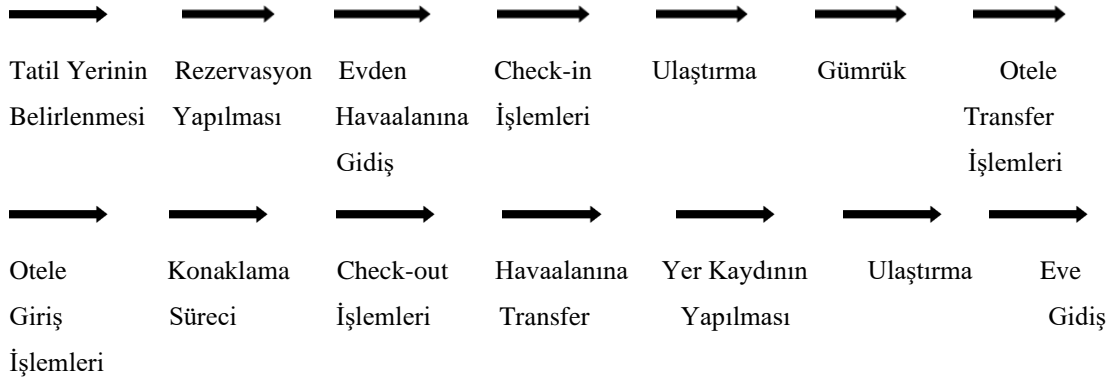 Tatil Yerinin Rezervasyon Evden Check-in Ulaştırma Gümrük Otele
Belirlenmesi Yapılması Havaalanına İşlemleri Transfer
Gidiş İşlemleri
Otele Konaklama Check-out Havaalanına Yer Kaydının Ulaştırma Eve
Giriş Süreci İşlemleri Transfer Yapılması Gidiş
İşlemleri